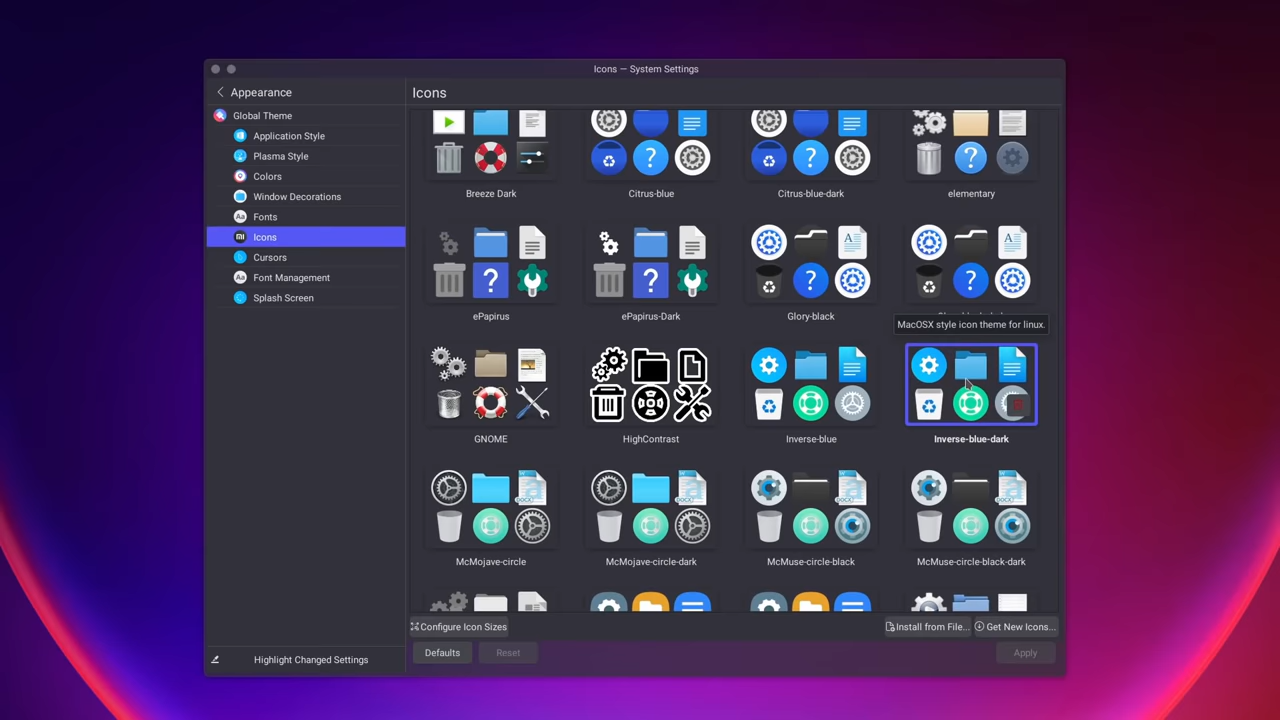 Icons — System Settings
Appearance
Global Theme
Application Style
Plasma Style
Colors
Window Decorations
Fonts
Icons
Cursors
Font Management
Splash Screen
Highlight Changed Settings
Icons
Breeze Dark
Citrus-blue
Citrus-blue-dark
elementary
ePapirus
ePapirus-Dark
Glory-black
MacOSX style icon theme for linux.
GNOME
HighContrast
Inverse-blue
Inverse-blue-dark
McMojave-circle
McMojave-circle-dark
McMuse-circle-black
McMuse-circle-black-dark
Configure Icon Sizes
Install from File...
Get New Icons...
Defaults
Reset
Apply